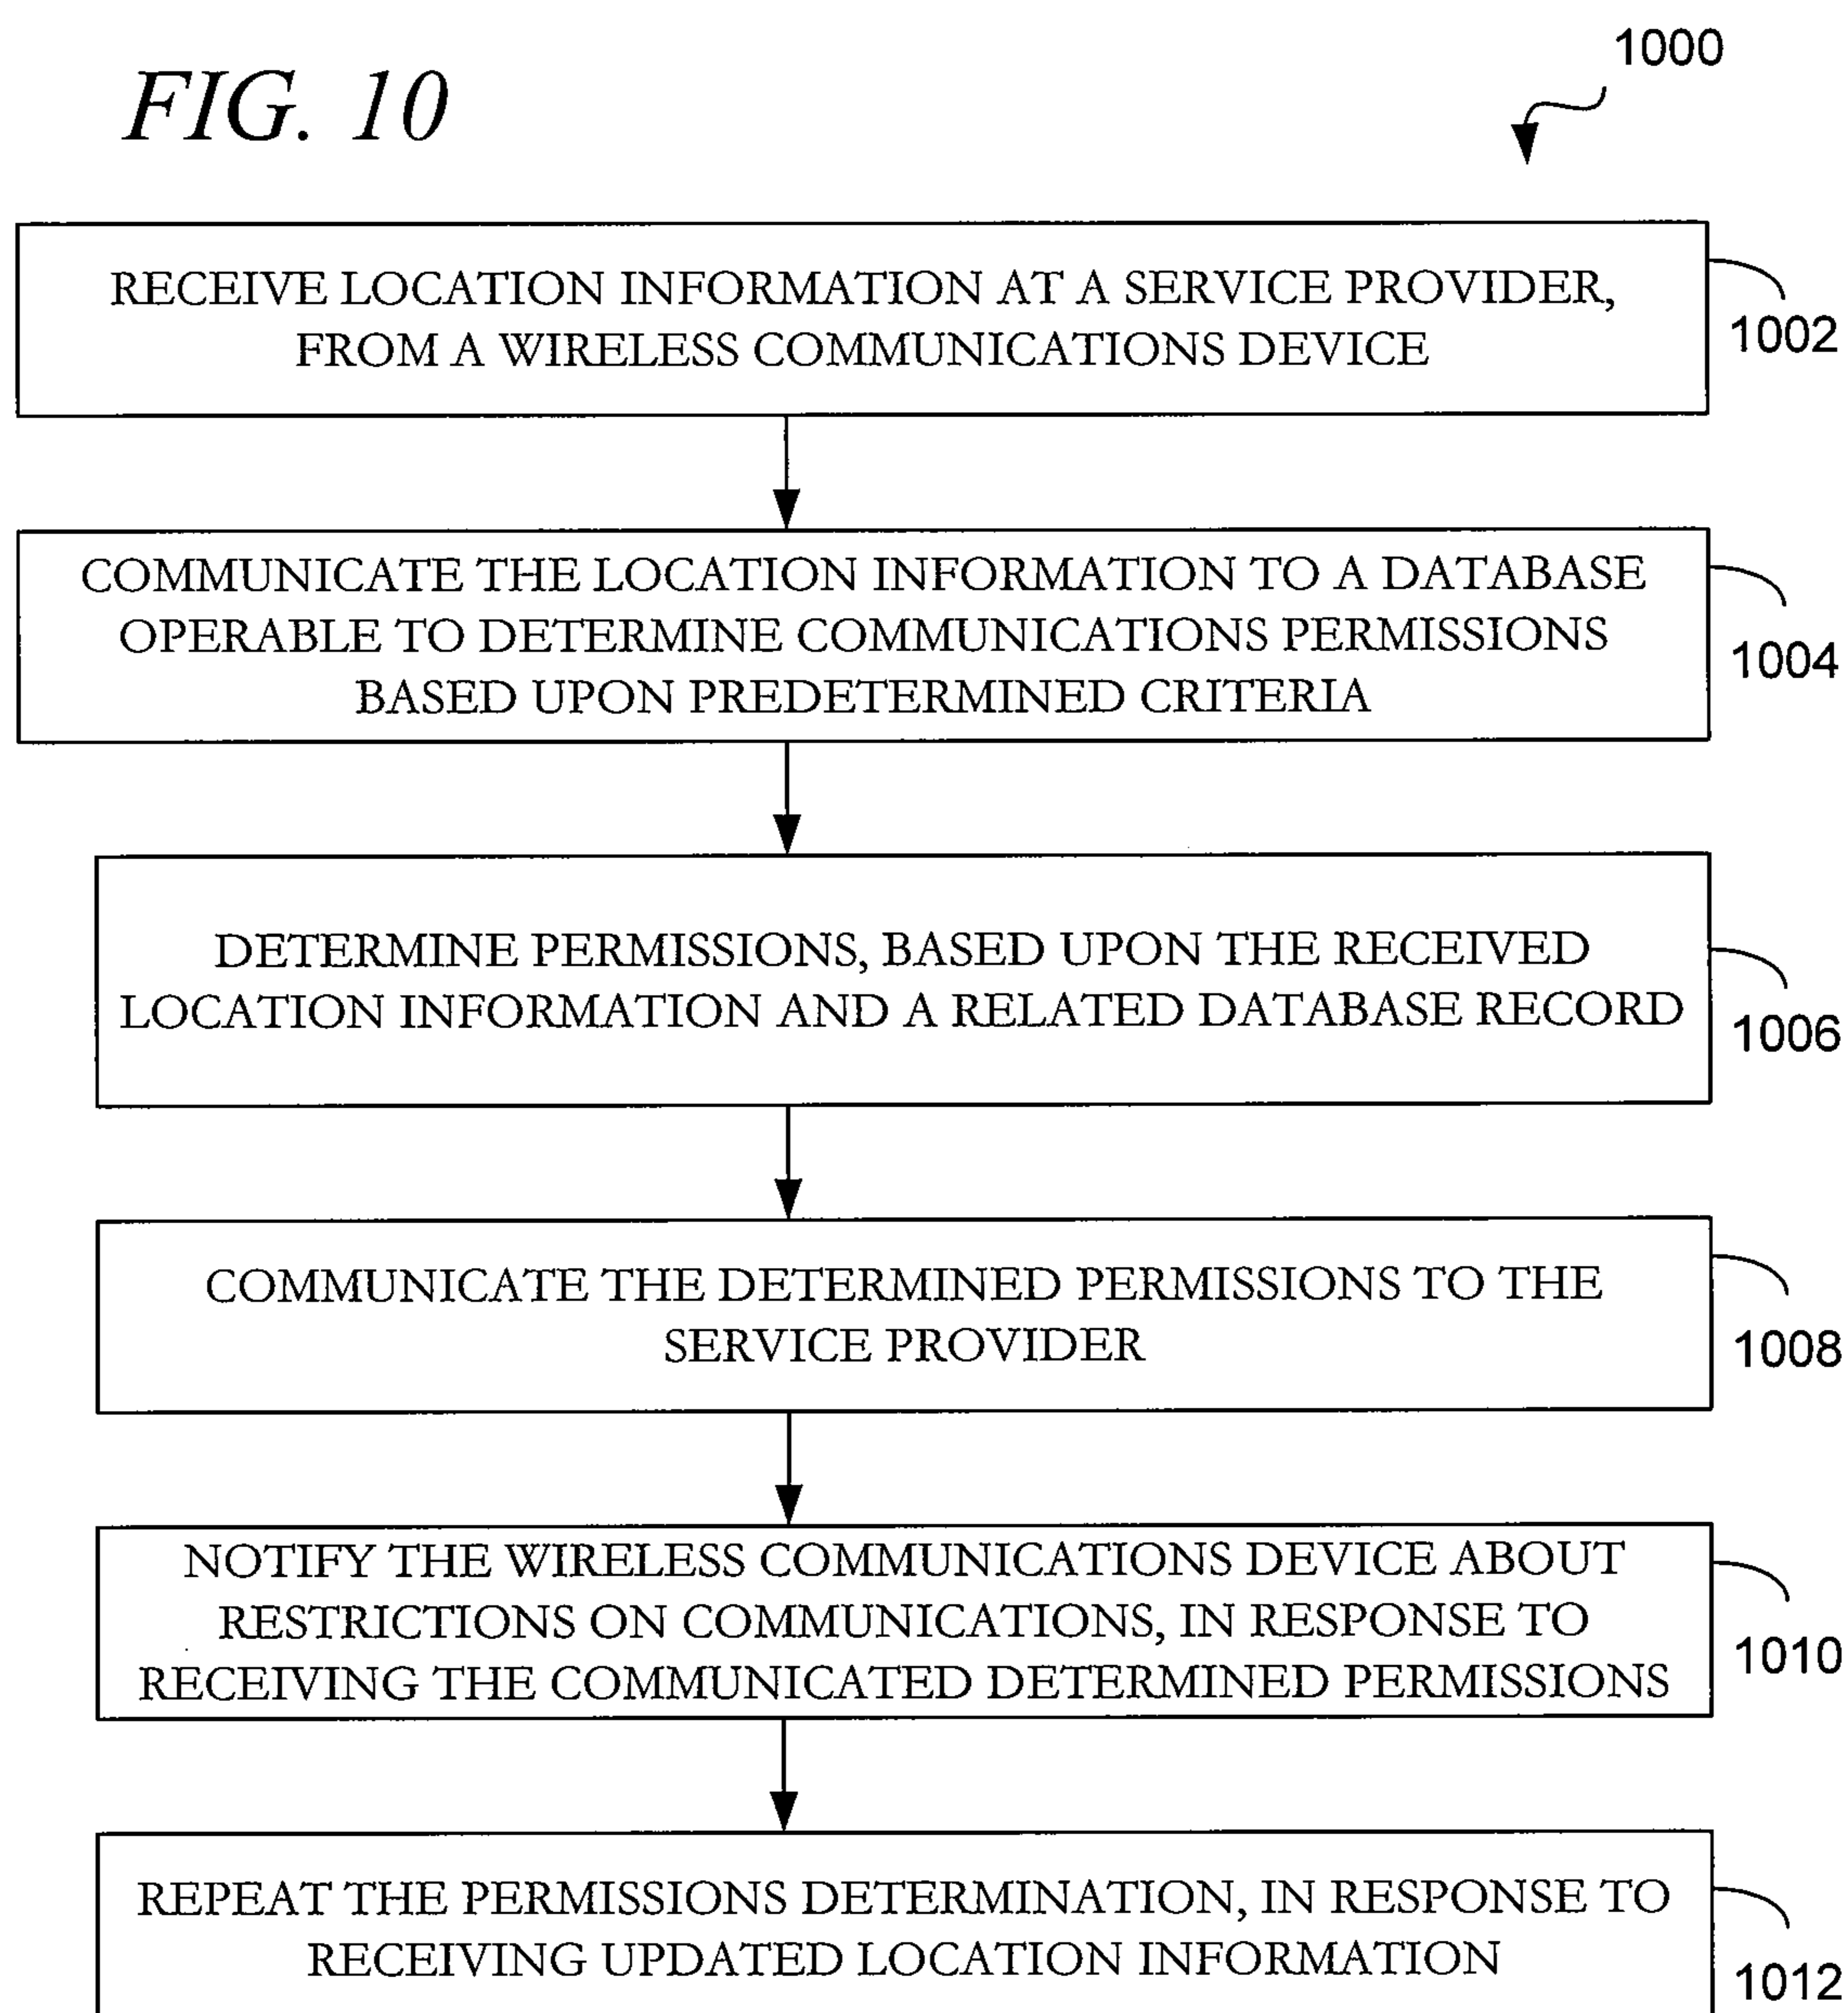 FIG. 10
1000
RECEIVE LOCATION INFORMATION AT A SERVICE PROVIDER,
FROM A WIRELESS COMMUNICATIONS DEVICE
1002
COMMUNICATE THE LOCATION INFORMATION TO A DATABASE
OPERABLE TO DETERMINE COMMUNICATIONS PERMISSIONS
BASED UPON PREDETERMINED CRITERIA
1004
DETERMINE PERMISSIONS, BASED UPON THE RECEIVED
LOCATION INFORMATION AND A RELATED DATABASE RECORD
1006
COMMUNICATE THE DETERMINED PERMISSIONS TO THE
SERVICE PROVIDER
1008
NOTIFY THE WIRELESS COMMUNICATIONS DEVICE ABOUT
RESTRICTIONS ON COMMUNICATIONS, IN RESPONSE TO
RECEIVING THE COMMUNICATED DETERMINED PERMISSIONS
1010
REPEAT THE PERMISSIONS DETERMINATION, IN RESPONSE TO
RECEIVING UPDATED LOCATION INFORMATION
1012